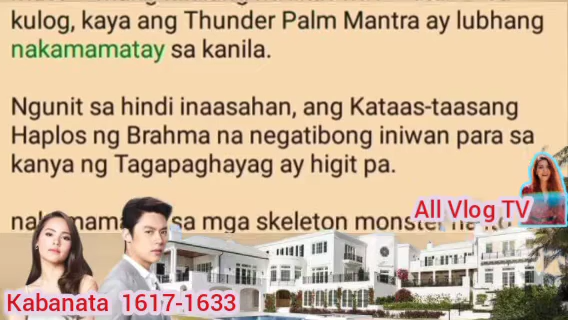 kulog, kaya ang Thunder Palm Mantra ay lubhang
nakamamatay sa kanila.
Ngunit sa hindi inaasahan, ang Kataas-taasang
Haplos ng Brahma na negatibong iniwan para sa
kanya ng Tagapaghayag ay higit pa.
sa mga skeleton
All Vlog TV
Kabanata 1617-1633